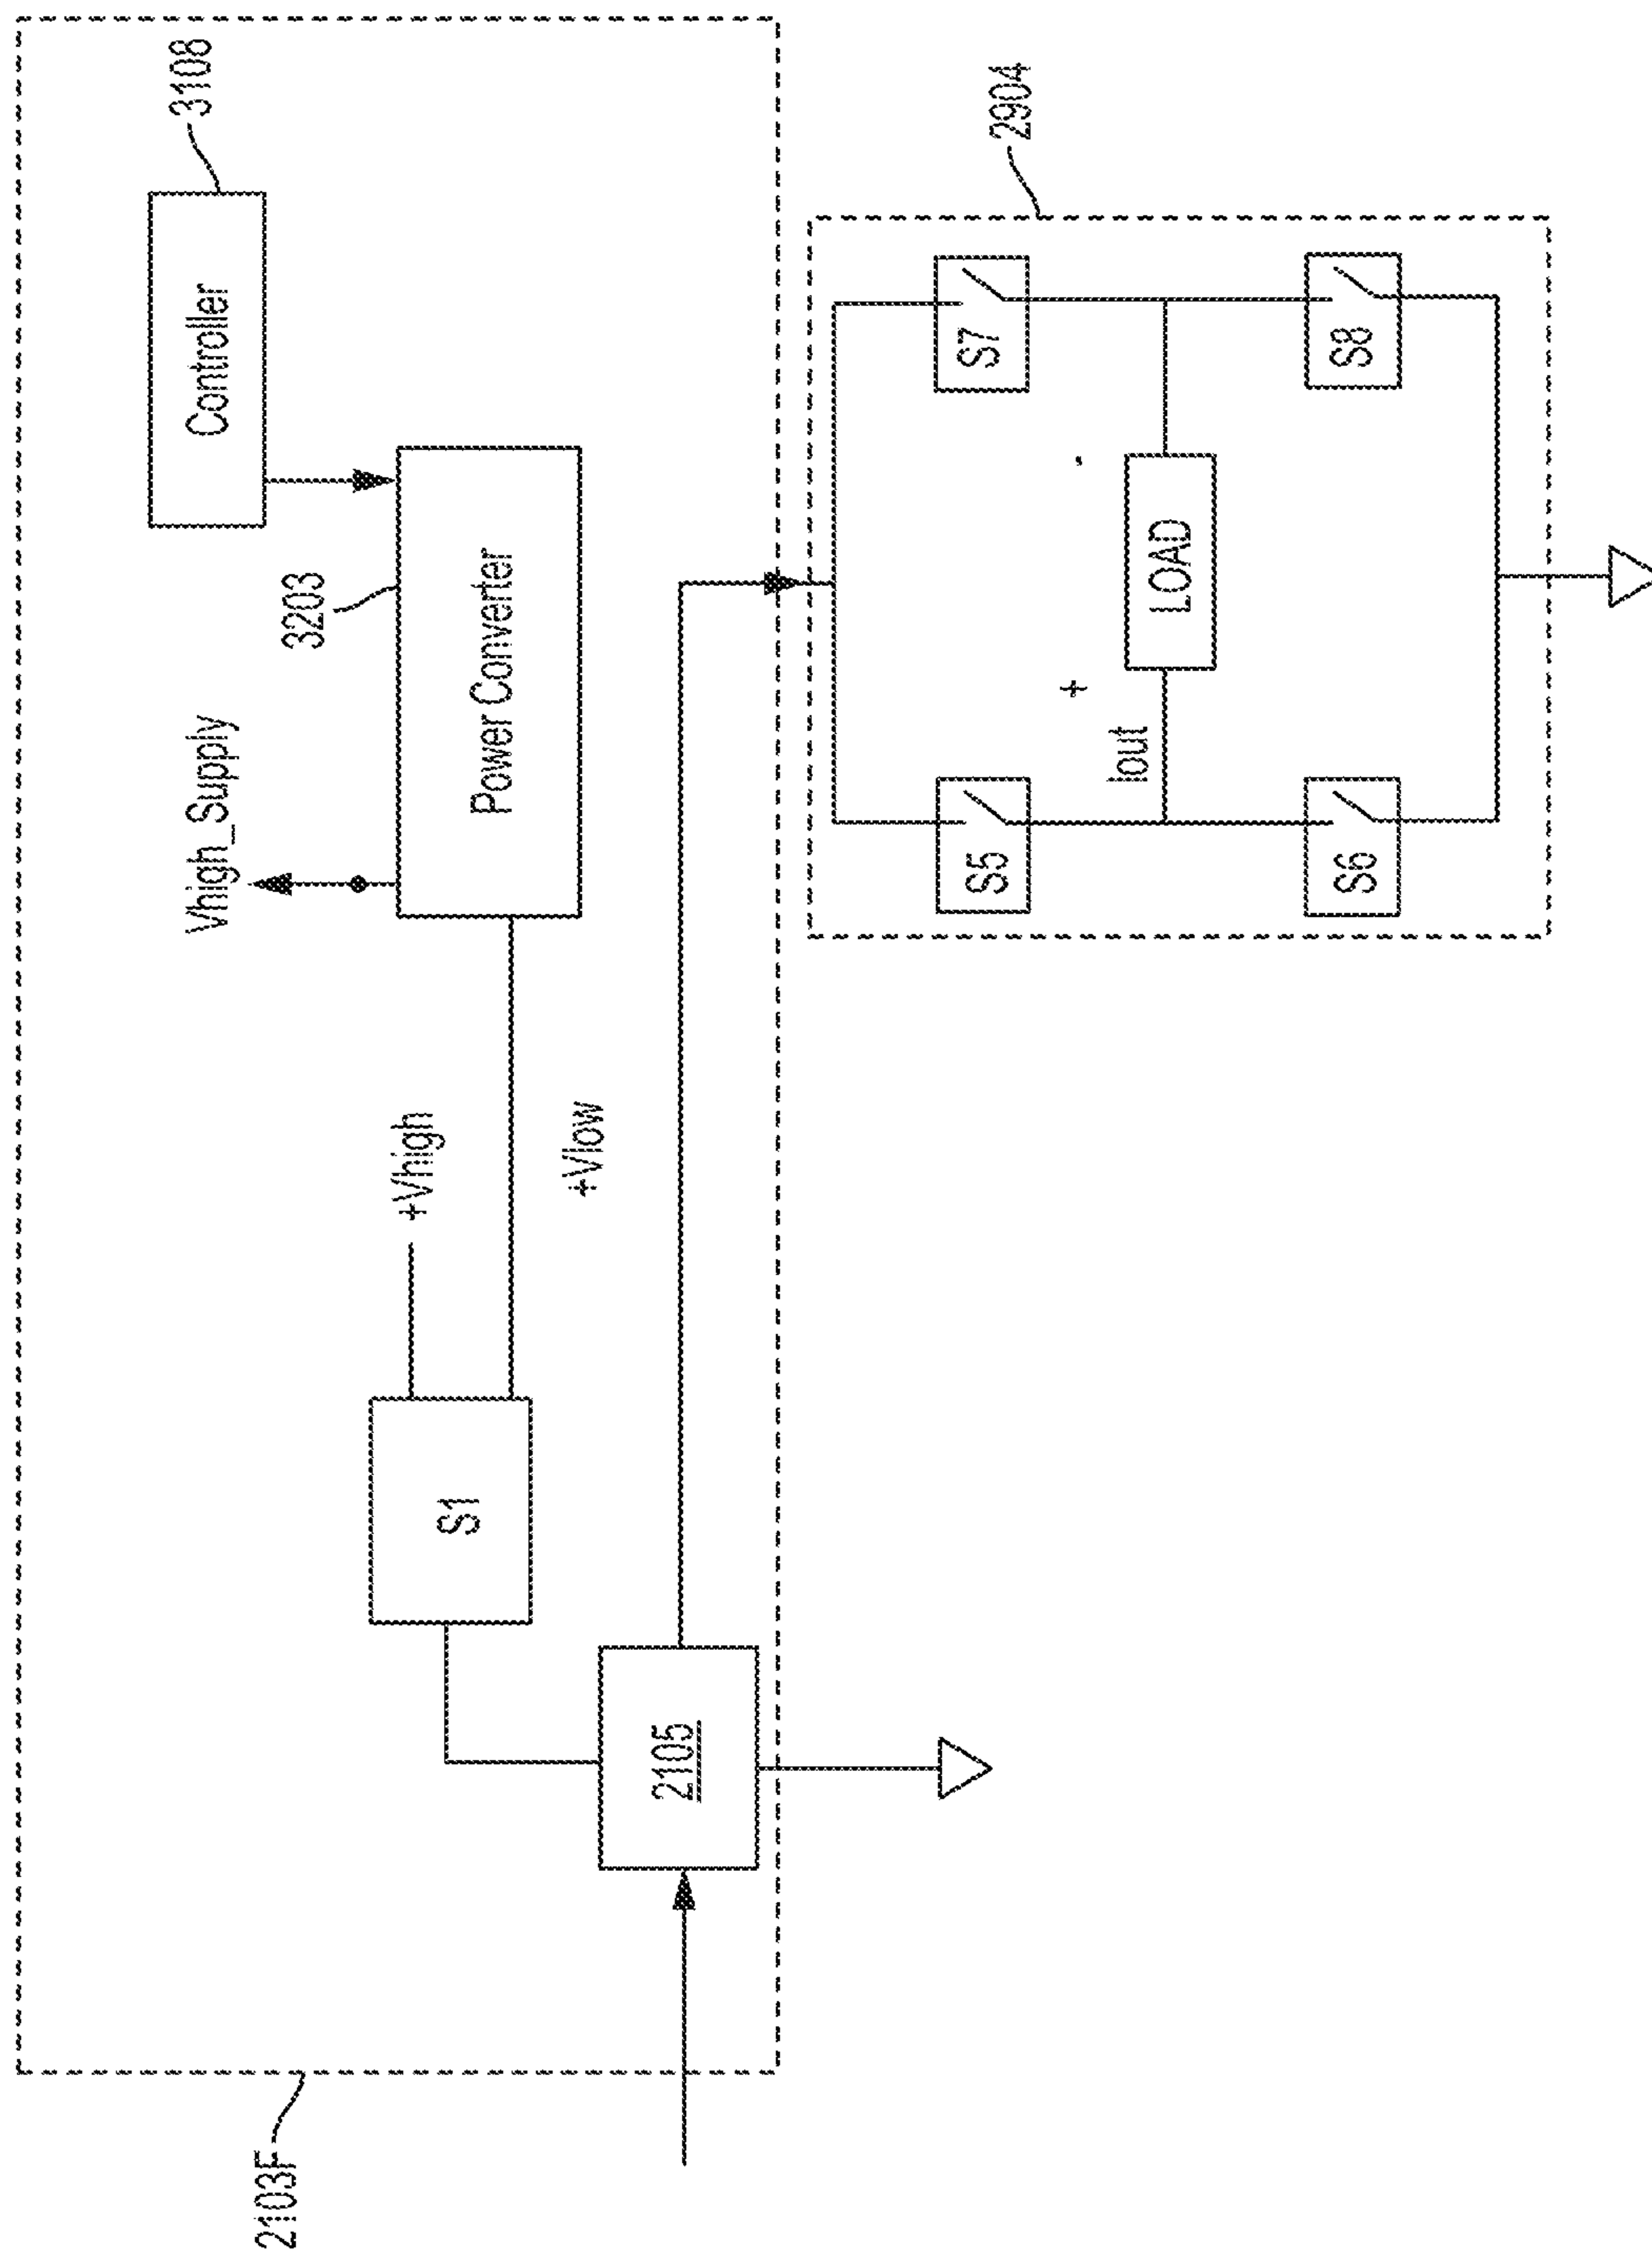 3108
Controller
Vhigh_Supply
3203
Power Converter
+Vhigh
S1
+Vlow
2105
2103F
2904
S5
S7
Iout
+
-
LOAD
S6
S8